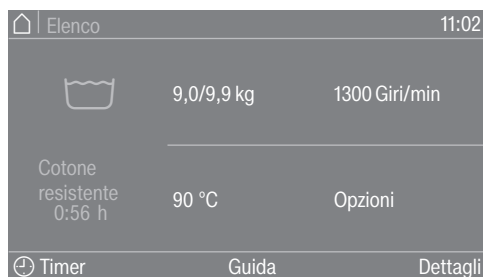 Elenco 11:02
9,0/9,9 kg 1300 Giri/min
Cotone
resistente
0:56 h
90 °C Opzioni
Timer Guida Dettagli